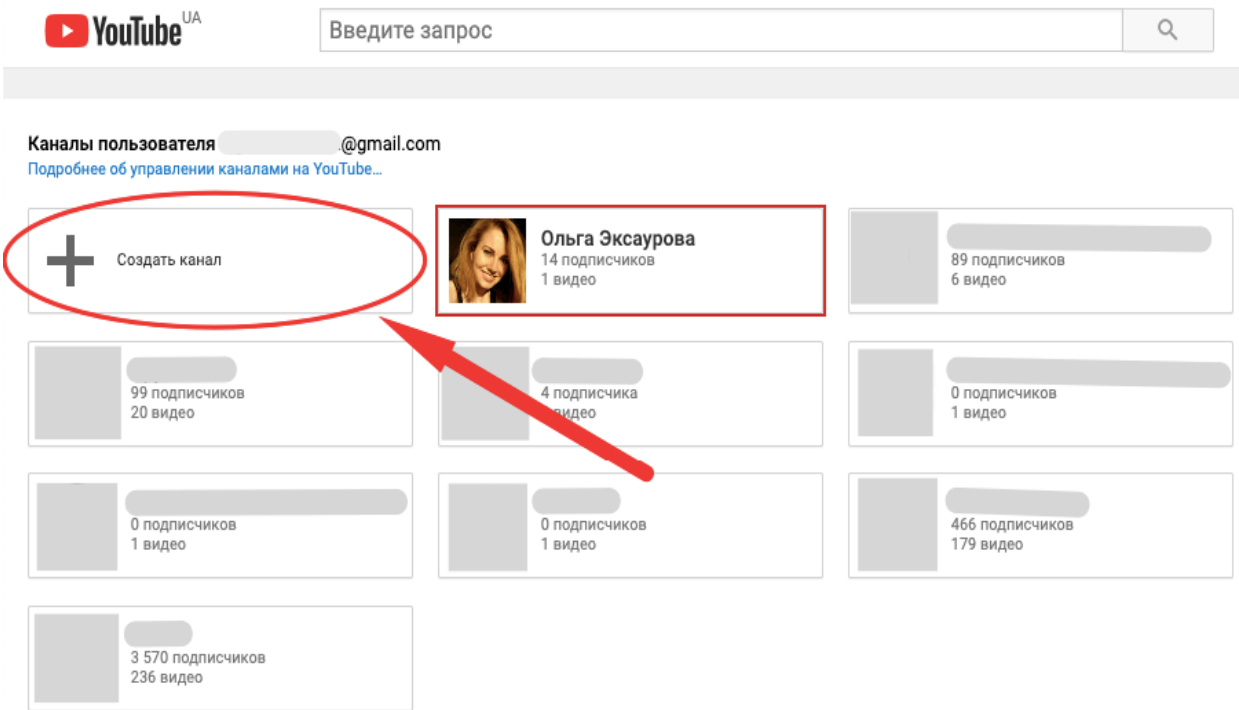 YouTube UA
Введите запрос
Каналы пользователя @gmail.com
Подробнее об управлении каналами на YouTube...
Создать канал
Ольга Эксаурова
14 подписчиков
1 видео
89 подписчиков
6 видео
99 подписчиков
20 видео
4 подписчика
видео
0 подписчиков
1 видео
0 подписчиков
1 видео
0 подписчиков
1 видео
466 подписчиков
179 видео
3 570 подписчиков
236 видео